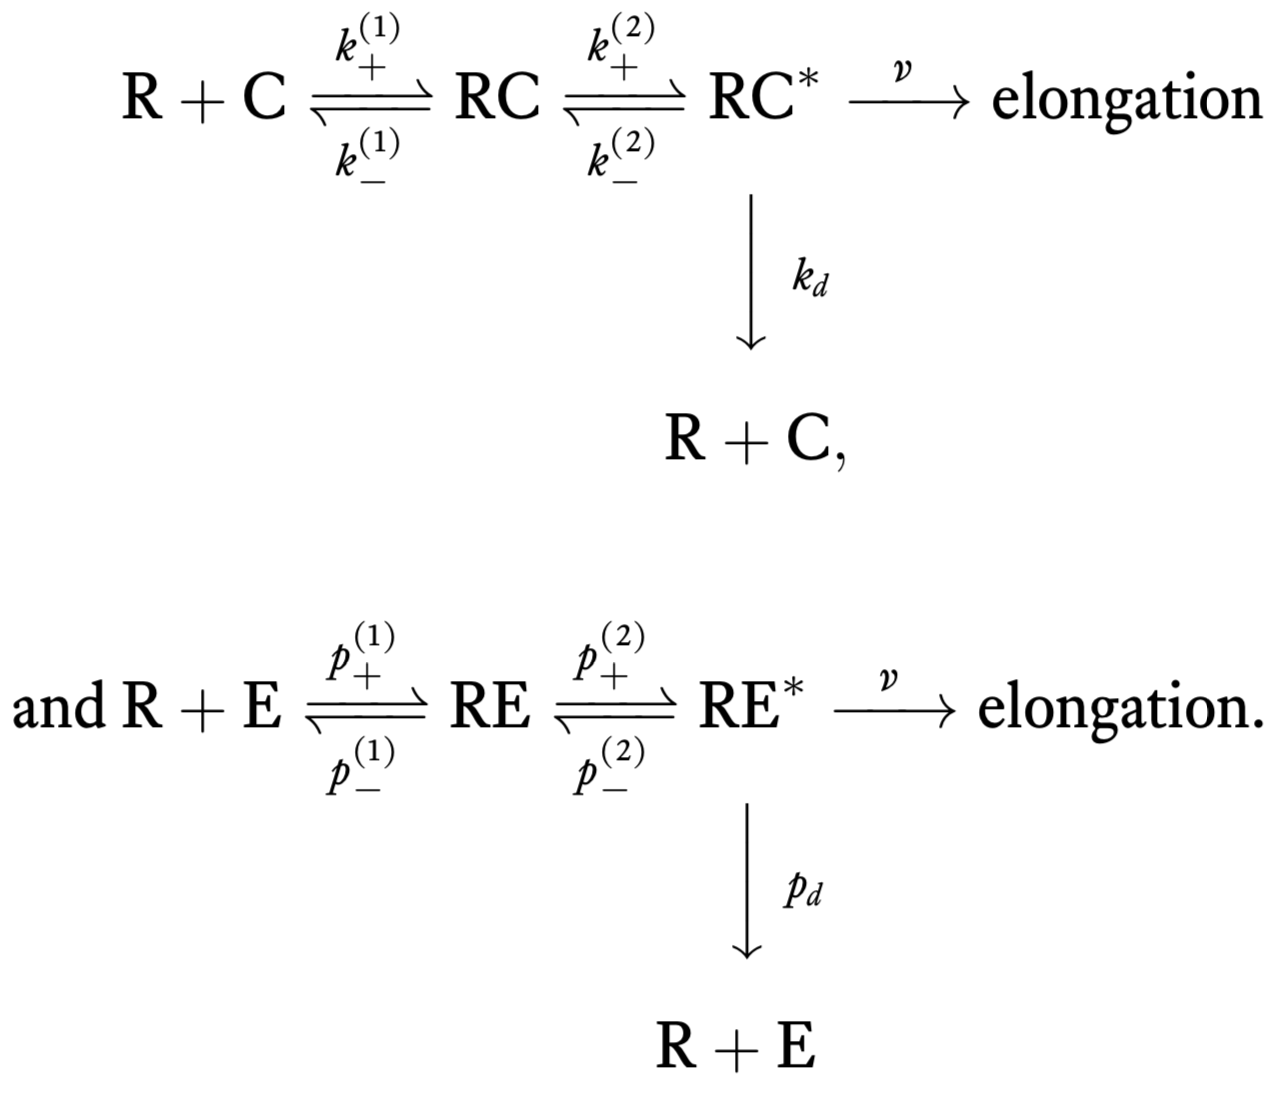 k₊⁽¹⁾ k₊⁽²⁾
R + C ⇌ RC ⇌ RC* ⟶ν elongation
k₋⁽¹⁾ k₋⁽²⁾
k_d
R + C,
p₊⁽¹⁾ p₊⁽²⁾
and R + E ⇌ RE ⇌ RE* ⟶ν elongation.
p₋⁽¹⁾ p₋⁽²⁾
p_d
R + E